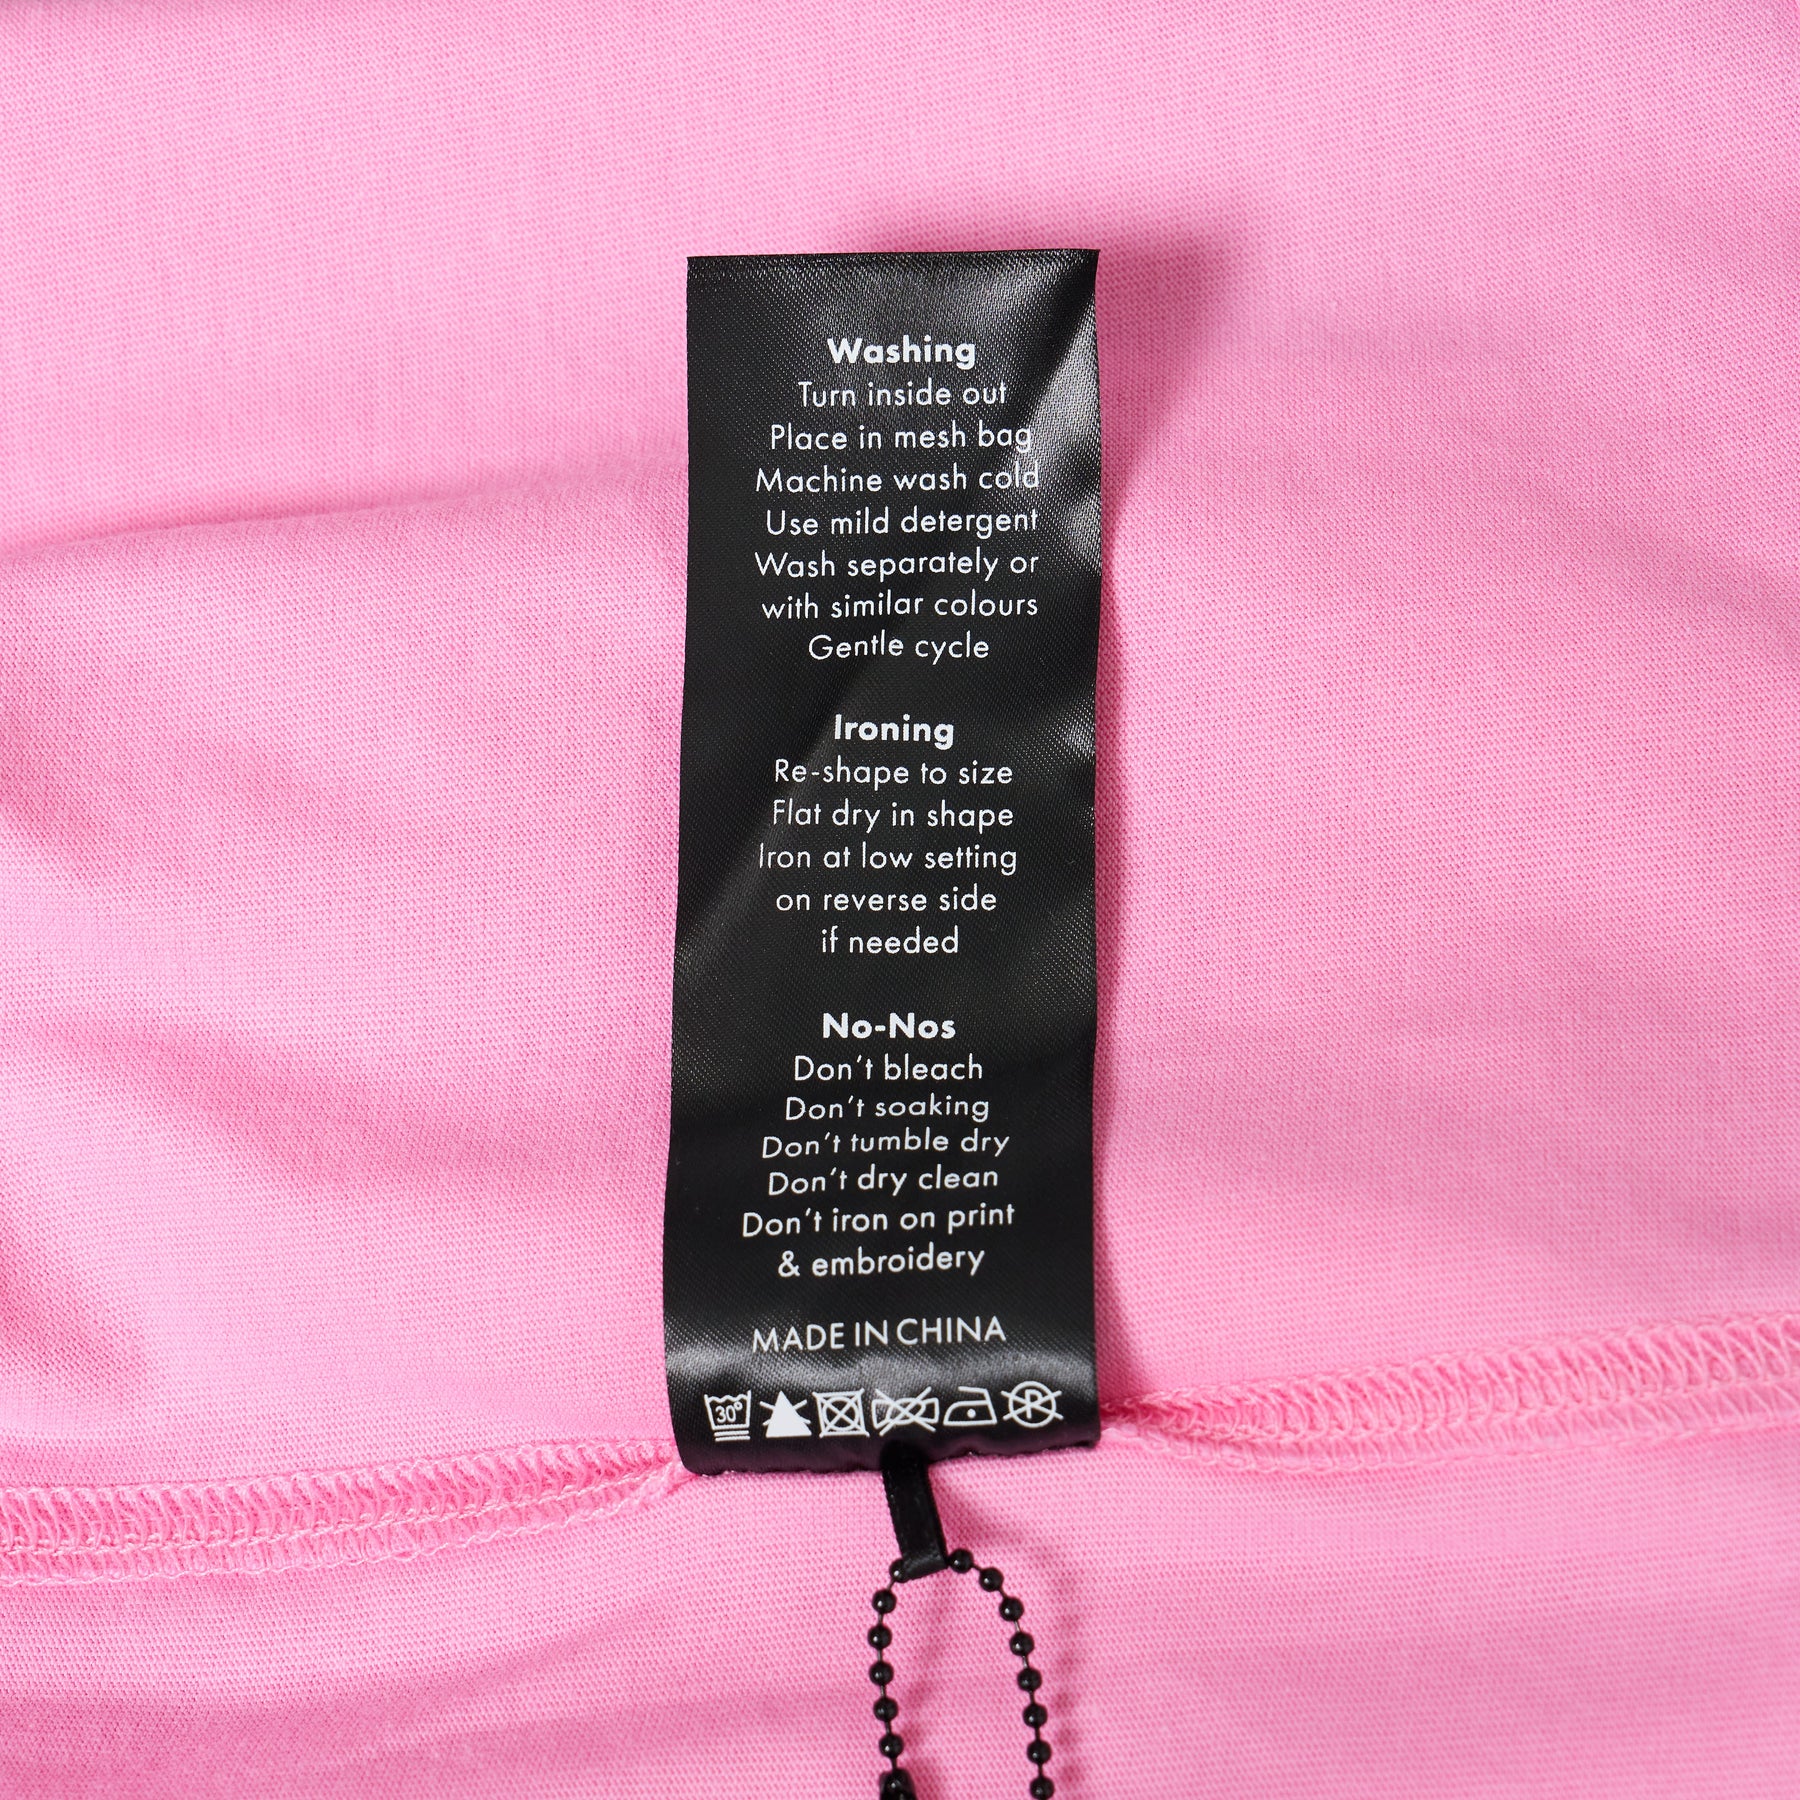 Washing
Turn inside out
Place in mesh bag
Machine wash cold
Use mild detergent
Wash separately or
with similar colours
Gentle cycle
Ironing
Re-shape to size
Flat dry in shape
Iron at low setting
on reverse side
if needed
No-Nos
Don't bleach
Don't soaking
Don't tumble dry
Don't dry clean
Don't iron on print
& embroidery
MADE IN CHINA
30° P